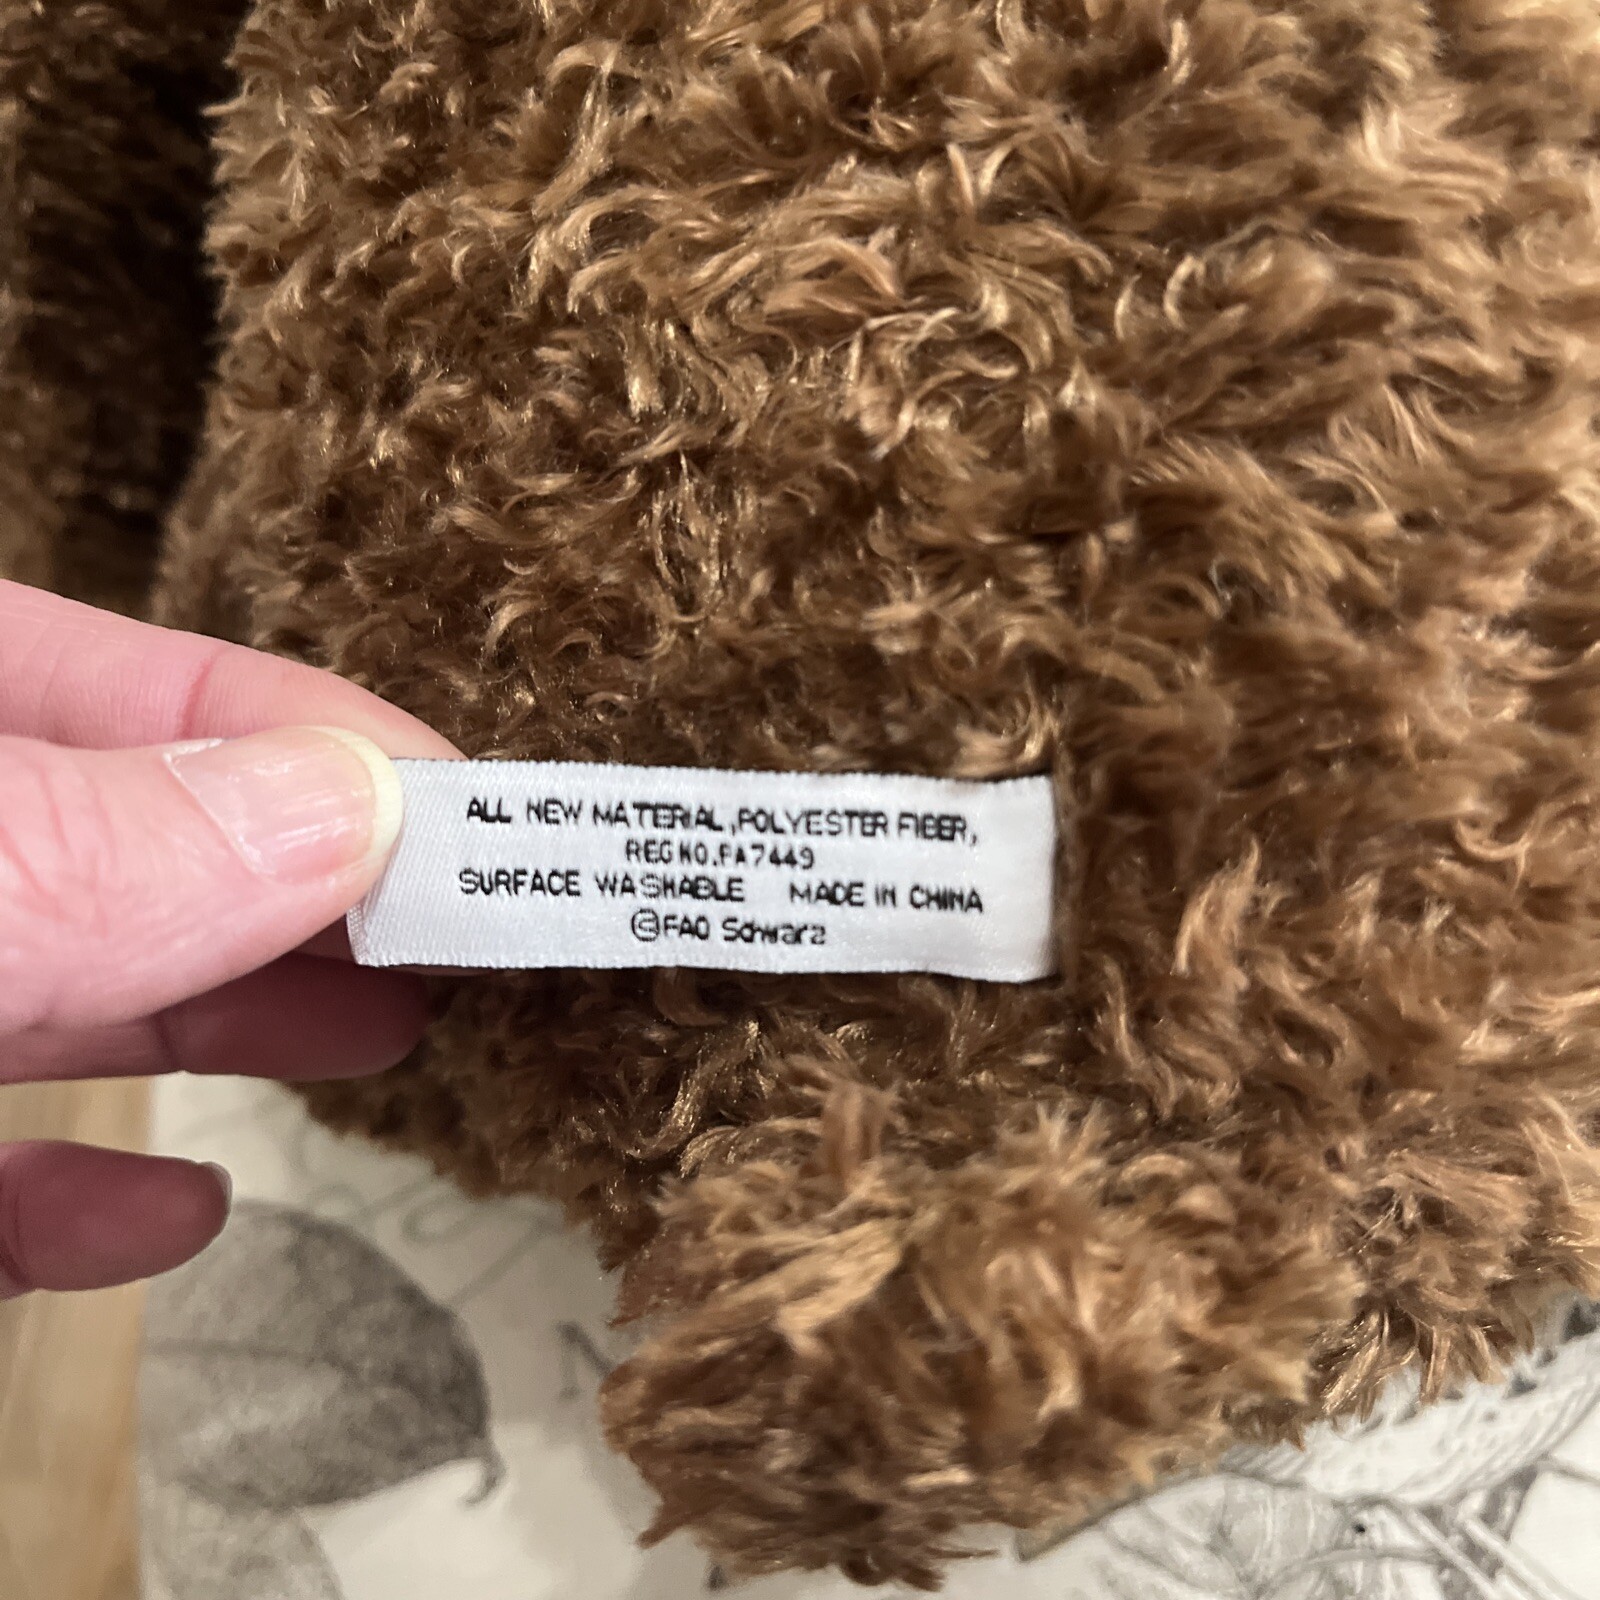 ALL NEW MATERIAL, POLYESTER FIBER,
REG NO. PA7449
SURFACE WASHABLE MADE IN CHINA
©FAO Schwarz